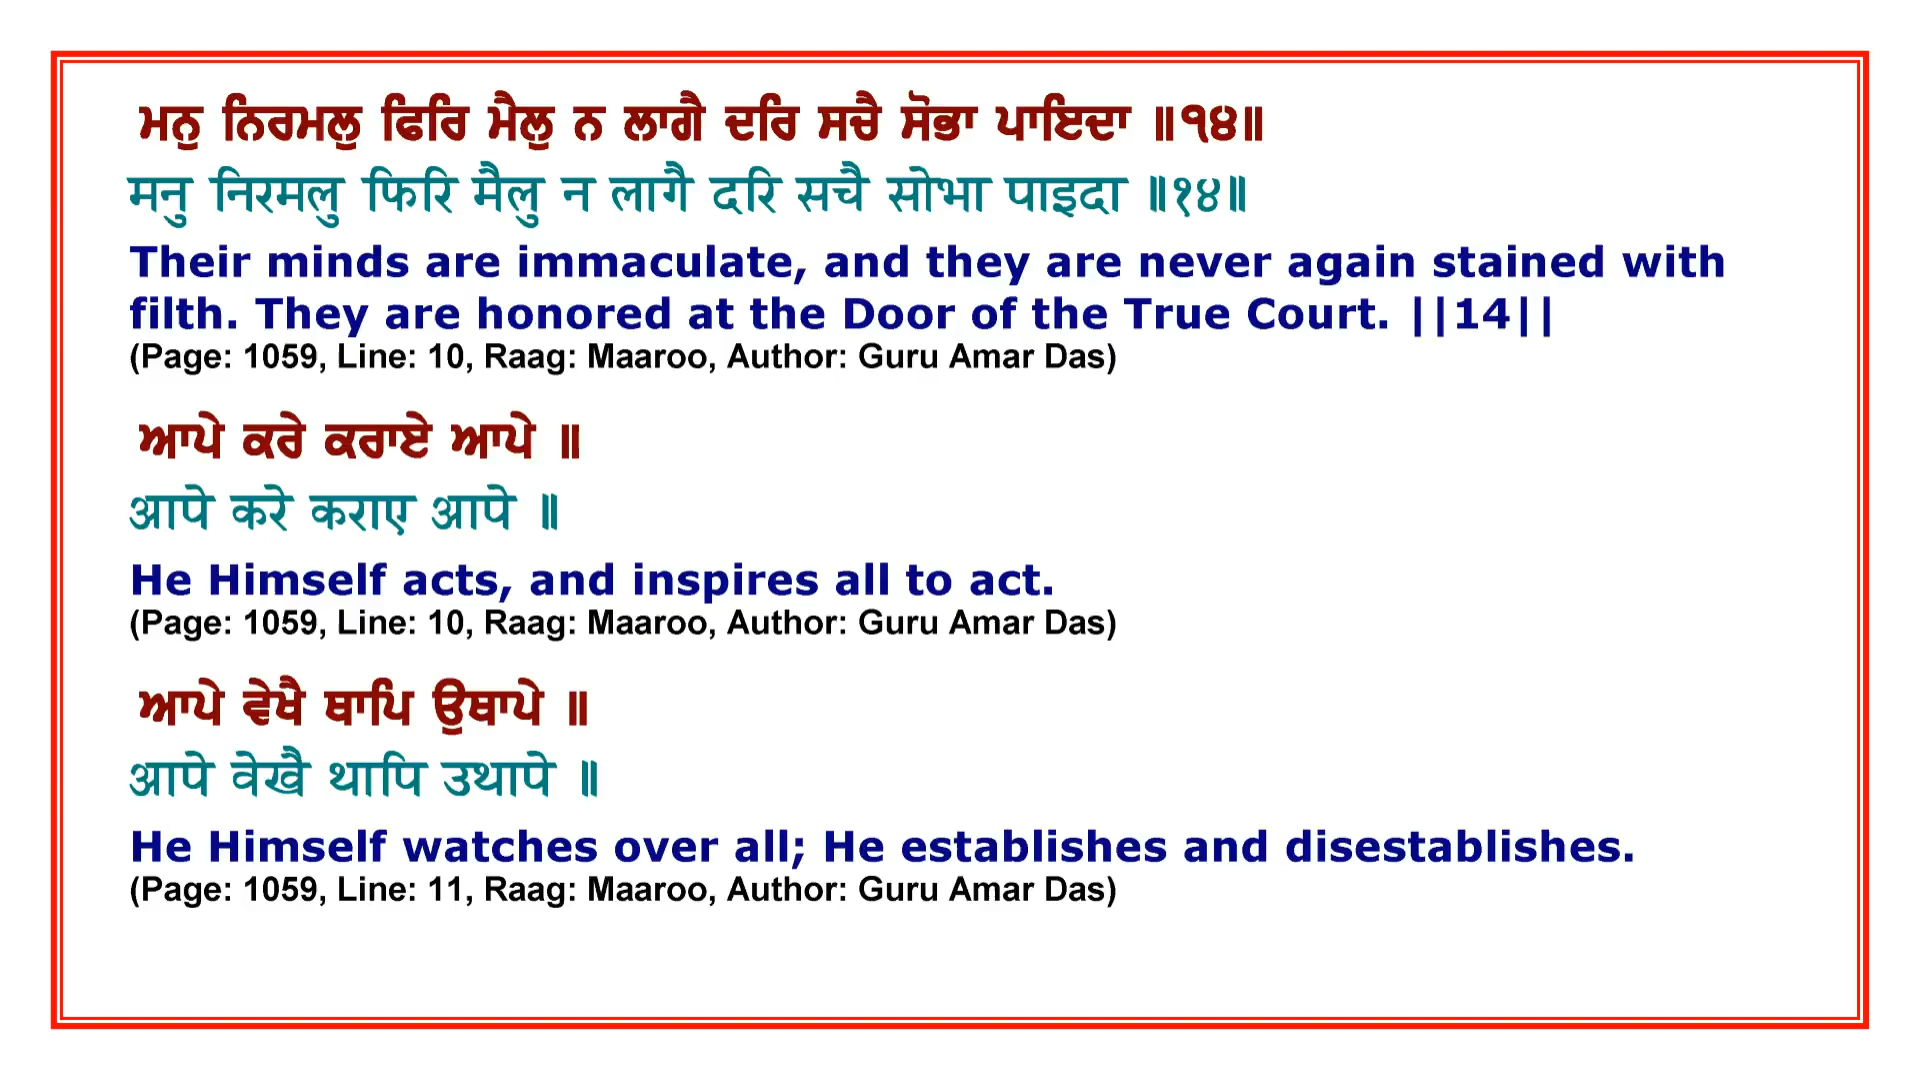 ਮਨੁ ਨਿਰਮਲੁ ਫਿਰਿ ਮੈਲੁ ਨ ਲਾਗੈ ਦਰਿ ਸਚੈ ਸੋਭਾ ਪਾਇਦਾ ॥੧੪॥
मनु निरमलु फिरि मैलु न लागै दरि सचै सोभा पाइदा ॥१४॥
Their minds are immaculate, and they are never again stained with
filth. They are honored at the Door of the True Court. ||14||
(Page: 1059, Line: 10, Raag: Maaroo, Author: Guru Amar Das)
ਆਪੇ ਕਰੇ ਕਰਾਏ ਆਪੇ ॥
आपे करे कराए आपे ॥
He Himself acts, and inspires all to act.
(Page: 1059, Line: 10, Raag: Maaroo, Author: Guru Amar Das)
ਆਪੇ ਵੇਖੈ ਥਾਪਿ ਉਥਾਪੇ ॥
आपे वेखै थापि उथापे ॥
He Himself watches over all; He establishes and disestablishes.
(Page: 1059, Line: 11, Raag: Maaroo, Author: Guru Amar Das)